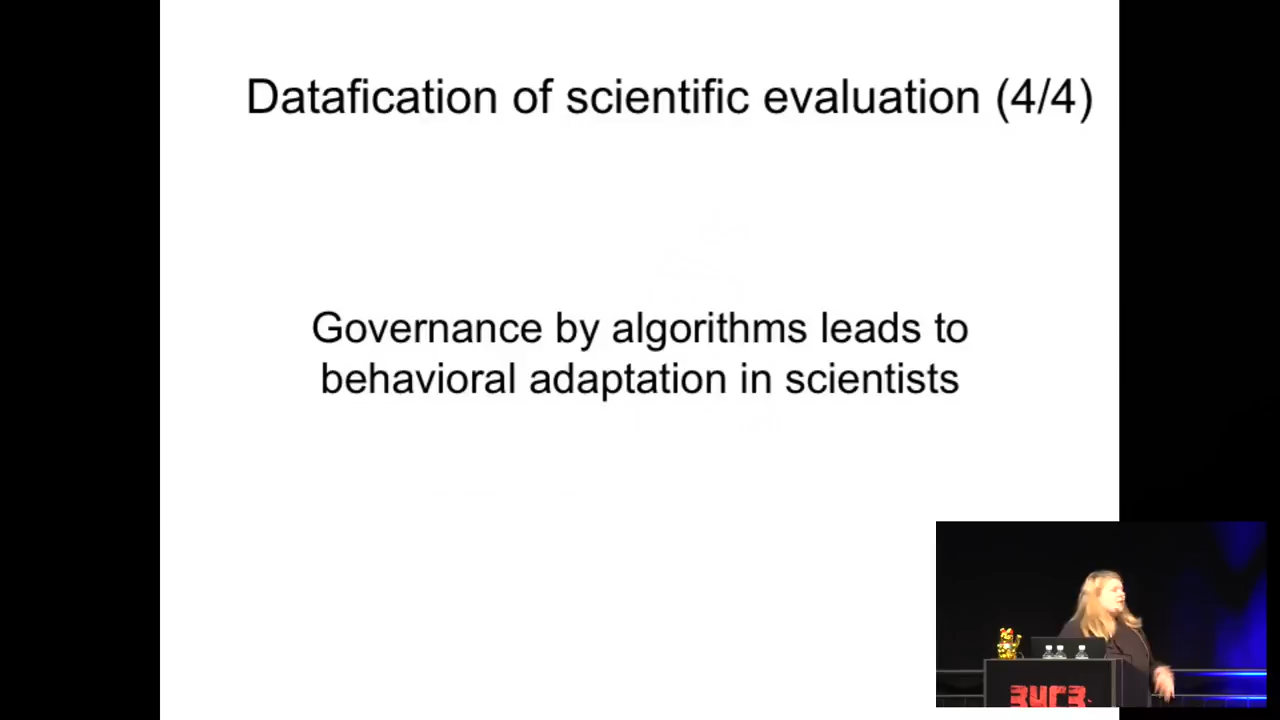 Datafication of scientific evaluation (4/4)
Governance by algorithms leads to
behavioral adaptation in scientists